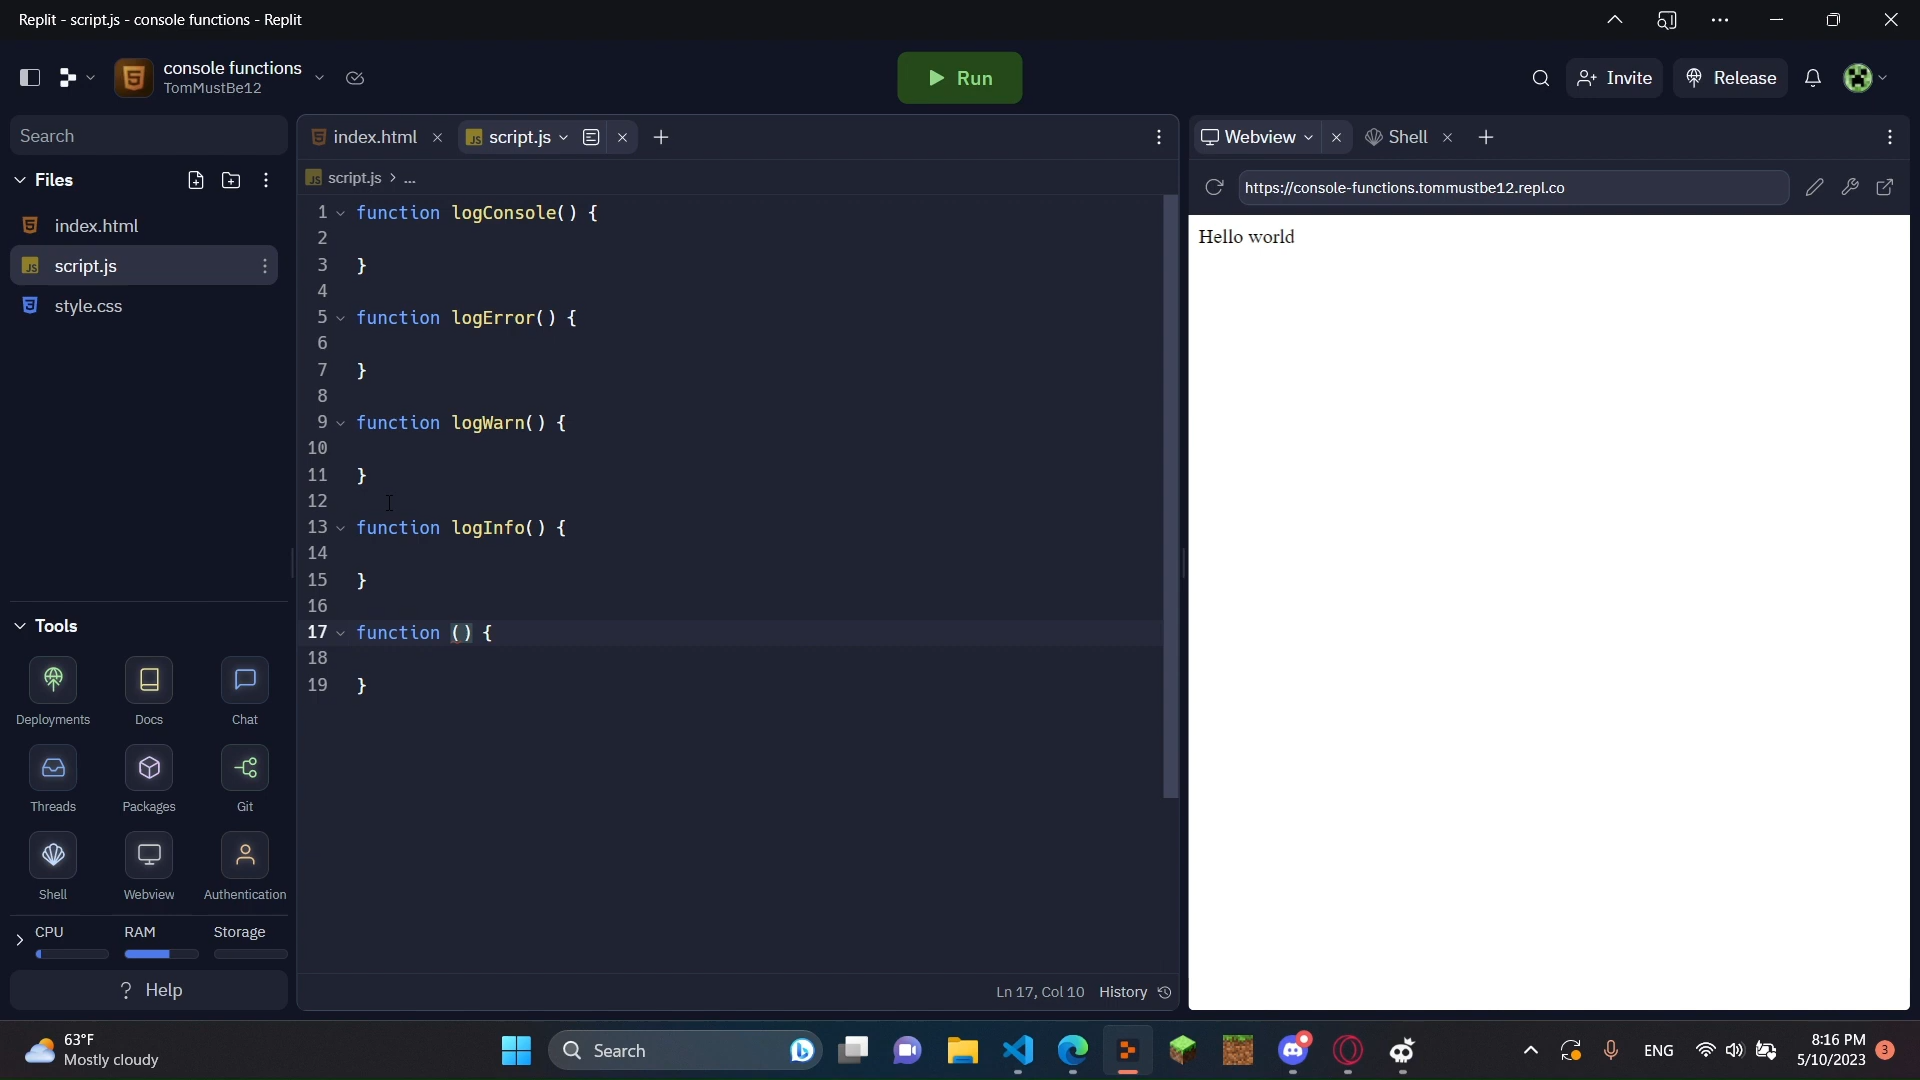 Replit - script.js - console functions - Replit
console functions
TomMustBe12
Run
Invite
Release
Search
Files
index.html
script.js
style.css
Tools
Deployments
Docs
Chat
Threads
Packages
Git
Shell
Webview
Authentication
CPU
RAM
Storage
? Help
index.html
script.js
script.js > ...
1 function logConsole() {
2
3 }
4
5 function logError() {
6
7 }
8
9 function logWarn() {
10
11 }
12
13 function logInfo() {
14
15 }
16
17 function () {
18
19 }
Ln 17, Col 10 History
Webview
Shell
https://console-functions.tommustbe12.repl.co
Hello world
63°F
Mostly cloudy
Search
ENG
8:16 PM
5/10/2023
3